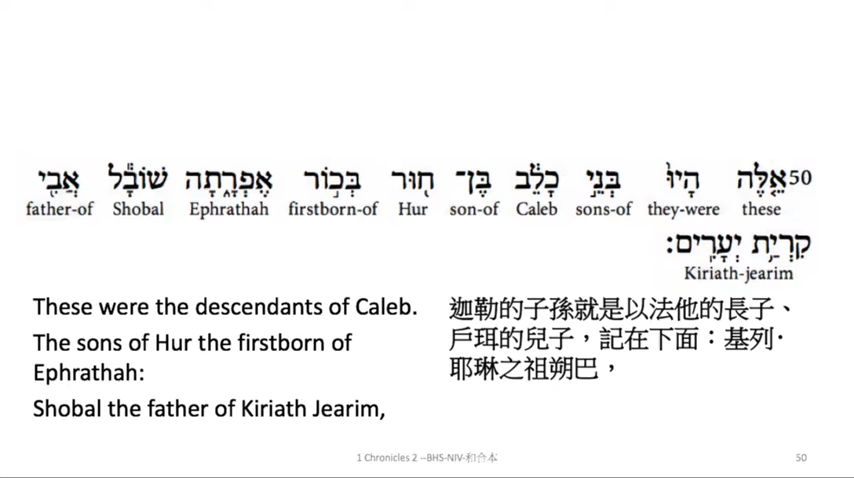 50אֵ֤לֶּה הָיוּ֙ בְּנֵ֣י כָלֵ֔ב בֶּן־ ח֖וּר בְּכ֣וֹר אֶפְרָ֑תָה שׁוֹבָ֕ל אֲבִ֖י
father-of Shobal Ephrathah firstborn-of Hur son-of Caleb sons-of they-were these
קִרְיַ֥ת יְעָרִֽים׃
Kiriath-jearim
These were the descendants of Caleb.
The sons of Hur the firstborn of
Ephrathah:
Shobal the father of Kiriath Jearim,
迦勒的子孫就是以法他的長子、
戶珥的兒子，記在下面：基列·
耶琳之祖朔巴，
1 Chronicles 2 --BHS-NIV-和合本
50